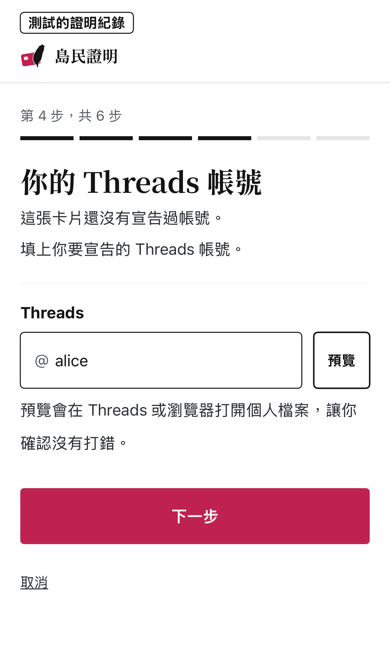 測試的證明紀錄
島民證明
第 4 步，共 6 步
你的 Threads 帳號
這張卡片還沒有宣告過帳號。
填上你要宣告的 Threads 帳號。
Threads
@ alice
預覽
預覽會在 Threads 或瀏覽器打開個人檔案，讓你
確認沒有打錯。
下一步
取消